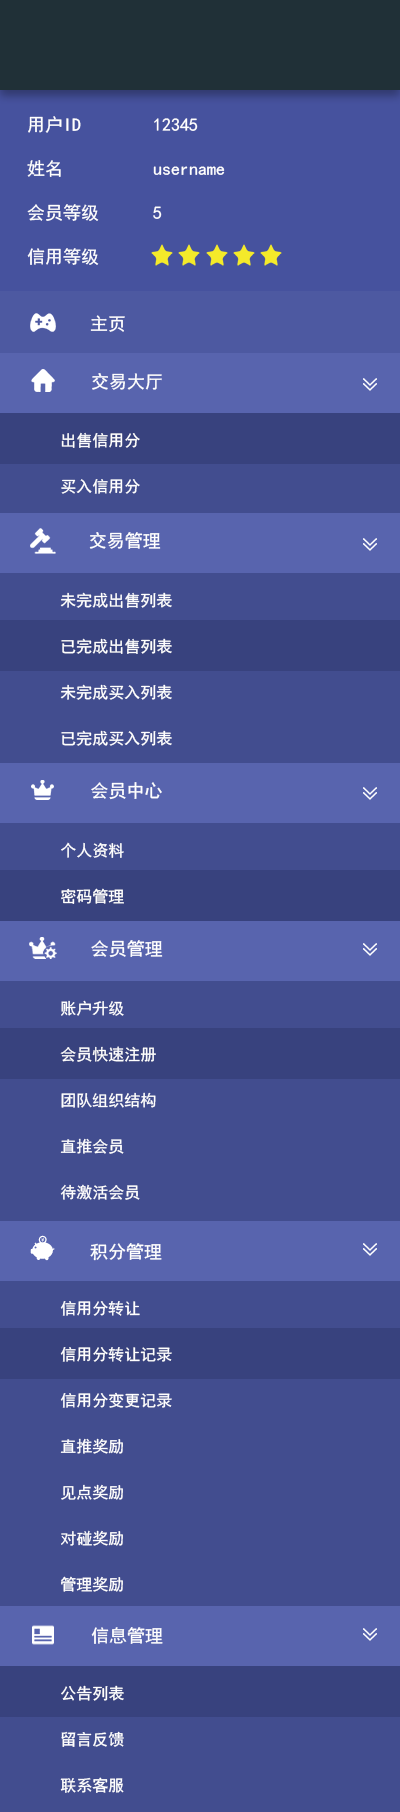 用户ID 12345
姓名 username
会员等级 5
信用等级
主页
交易大厅
出售信用分
买入信用分
交易管理
未完成出售列表
已完成出售列表
未完成买入列表
已完成买入列表
会员中心
个人资料
密码管理
会员管理
账户升级
会员快速注册
团队组织结构
直推会员
待激活会员
积分管理
信用分转让
信用分转让记录
信用分变更记录
直推奖励
见点奖励
对碰奖励
管理奖励
信息管理
公告列表
留言反馈
联系客服